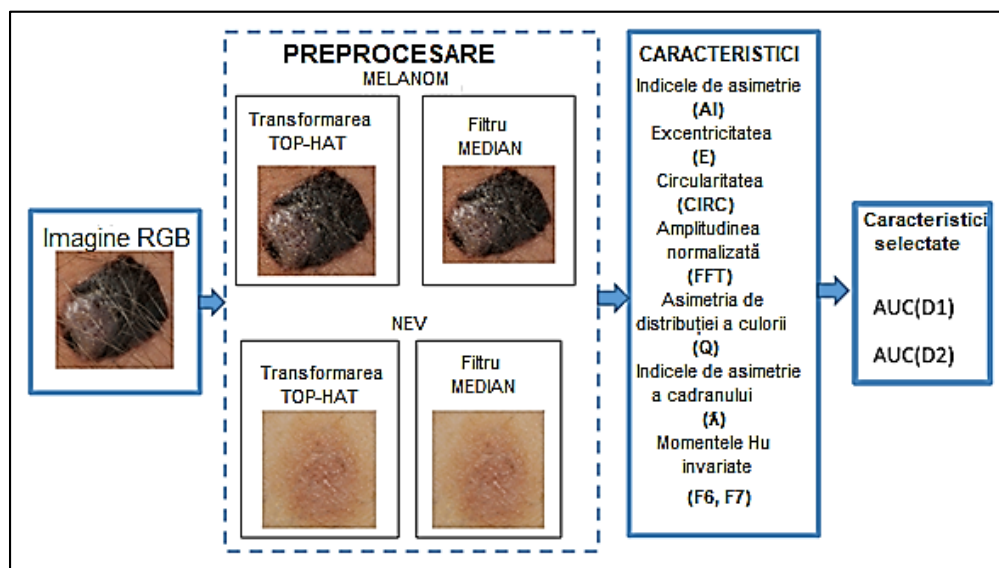 Imagine RGB
PREPROCESARE
MELANOM
Transformarea
TOP-HAT
Filtru
MEDIAN
NEV
Transformarea
TOP-HAT
Filtru
MEDIAN
CARACTERISTICI
Indicele de asimetrie
(AI)
Excentricitatea
(E)
Circularitatea
(CIRC)
Amplitudinea
normalizată
(FFT)
Asimetria de
distribuției a culorii
(Q)
Indicele de asimetrie
a cadranului
(ƛ)
Momentele Hu
invariate
(F6, F7)
Caracteristici
selectate
AUC(D1)
AUC(D2)